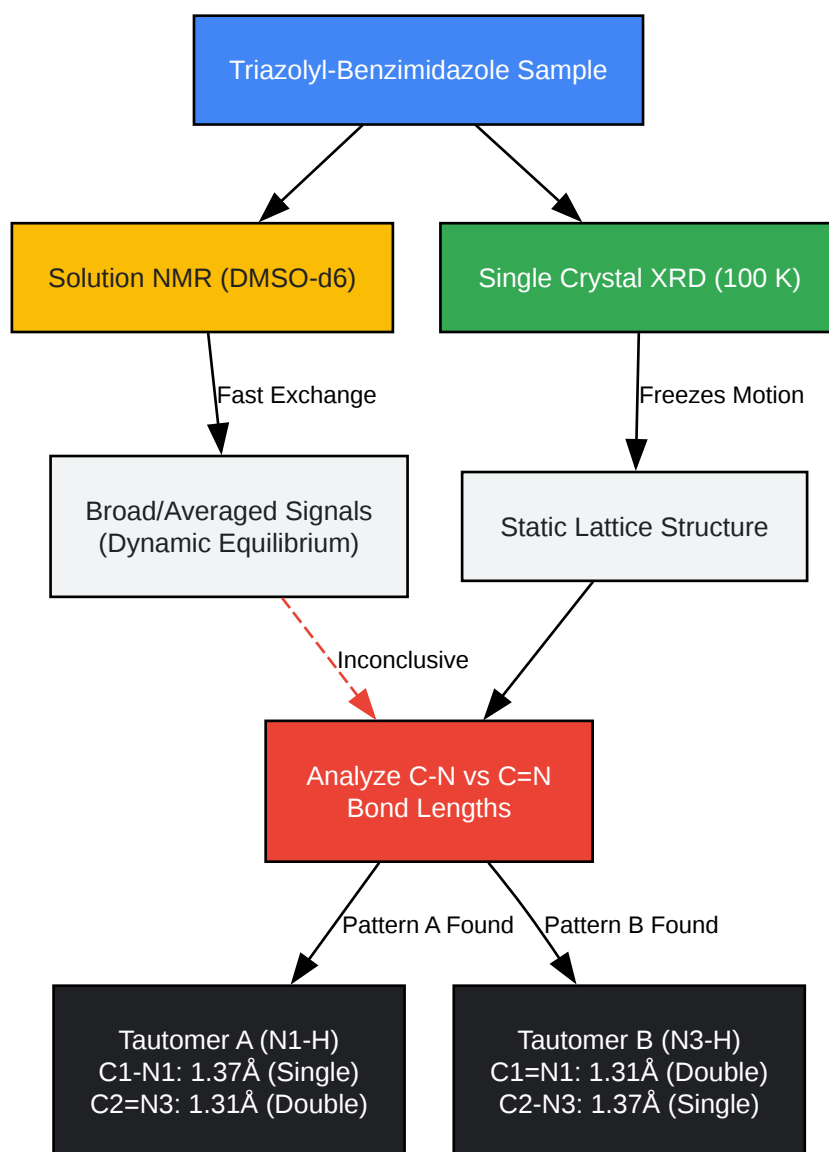 Triazolyl-Benzimidazole Sample
Solution NMR (DMSO-d6)
Single Crystal XRD (100 K)
Fast Exchange
Freezes Motion
Broad/Averaged Signals
(Dynamic Equilibrium)
Static Lattice Structure
Inconclusive
Analyze C-N vs C=N
Bond Lengths
Pattern A Found
Pattern B Found
Tautomer A (N1-H)
C1-N1: 1.37Å (Single)
C2=N3: 1.31Å (Double)
Tautomer B (N3-H)
C1=N1: 1.31Å (Double)
C2-N3: 1.37Å (Single)